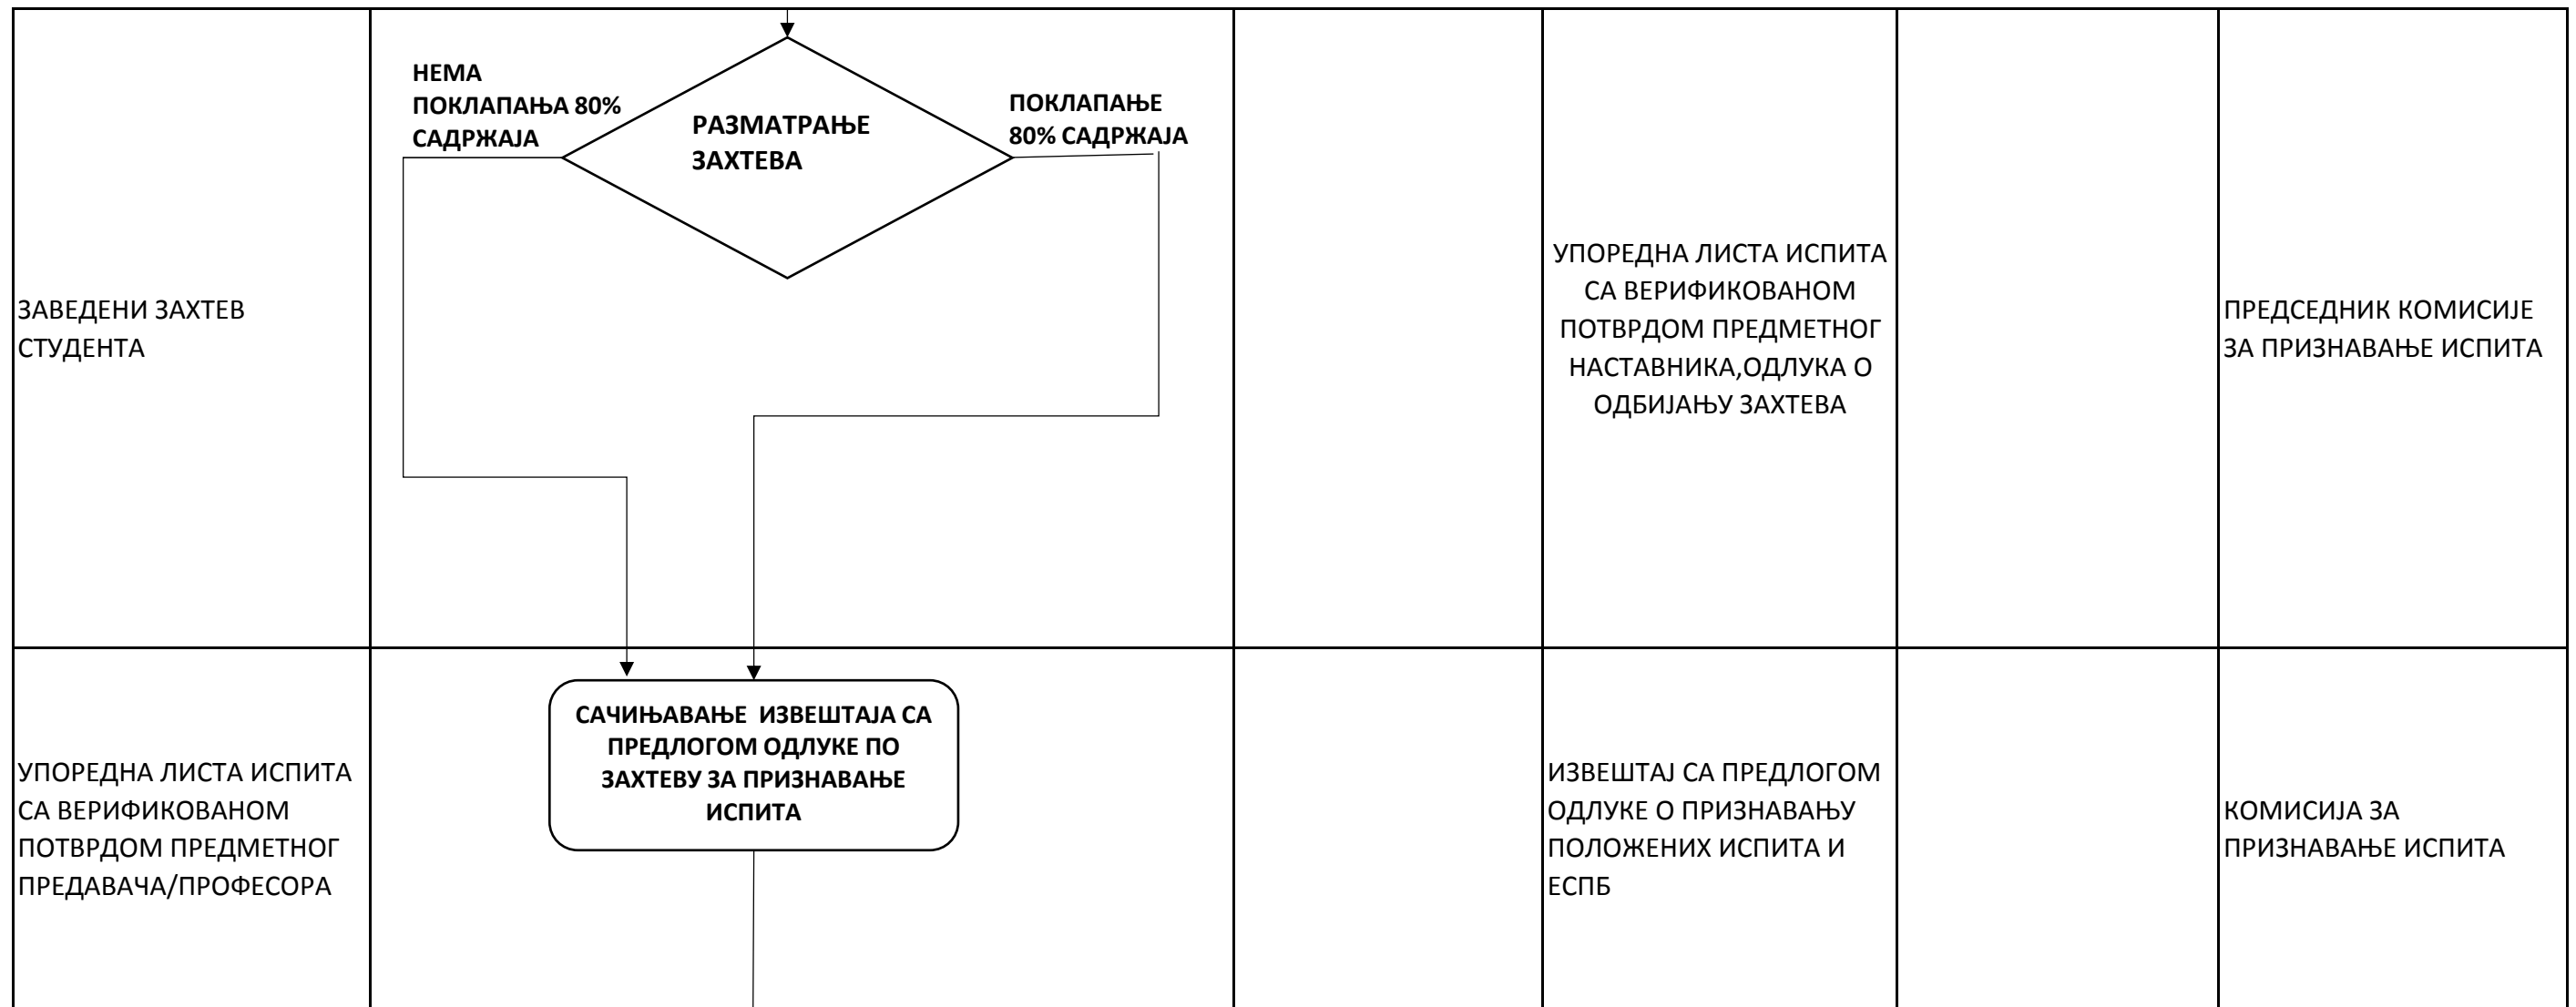 ЗАВЕДЕНИ ЗАХТЕВ
СТУДЕНТА
НЕМА
ПОКЛАПАЊА 80%
САДРЖАЈА
РАЗМАТРАЊЕ
ЗАХТЕВА
ПОКЛАПАЊЕ
80% САДРЖАЈА
УПОРЕДНА ЛИСТА ИСПИТА
СА ВЕРИФИКОВАНОМ
ПОТВРДОМ ПРЕДМЕТНОГ
НАСТАВНИКА,ОДЛУКА О
ОДБИЈАЊУ ЗАХТЕВА
ПРЕДСЕДНИК КОМИСИЈЕ
ЗА ПРИЗНАВАЊЕ ИСПИТА
УПОРЕДНА ЛИСТА ИСПИТА
СА ВЕРИФИКОВАНОМ
ПОТВРДОМ ПРЕДМЕТНОГ
ПРЕДАВАЧА/ПРОФЕСОРА
САЧИЊАВАЊЕ ИЗВЕШТАЈА СА
ПРЕДЛОГОМ ОДЛУКЕ ПО
ЗАХТЕВУ ЗА ПРИЗНАВАЊЕ
ИСПИТА
ИЗВЕШТАЈ СА ПРЕДЛОГОМ
ОДЛУКЕ О ПРИЗНАВАЊУ
ПОЛОЖЕНИХ ИСПИТА И
ЕСПБ
КОМИСИЈА ЗА
ПРИЗНАВАЊЕ ИСПИТА